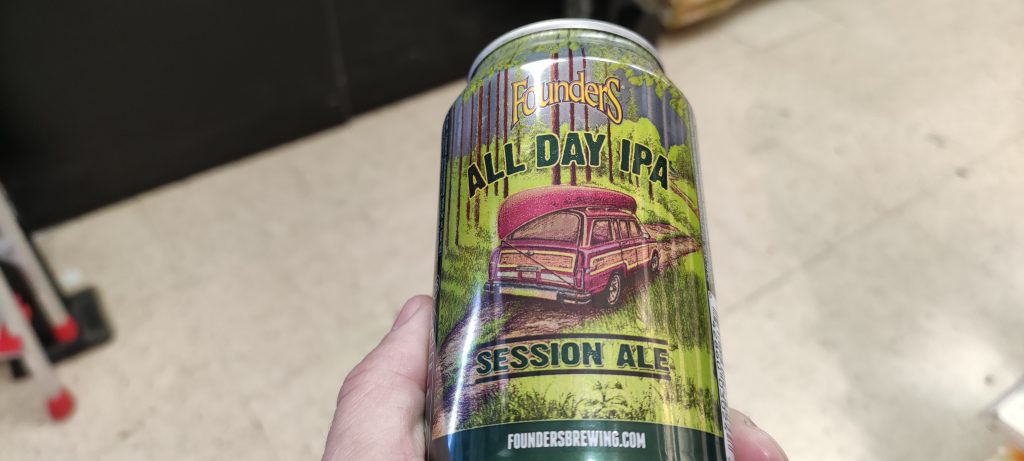 Founders
ALL DAY IPA
SESSION ALE
FOUNDERSBREWING.COM